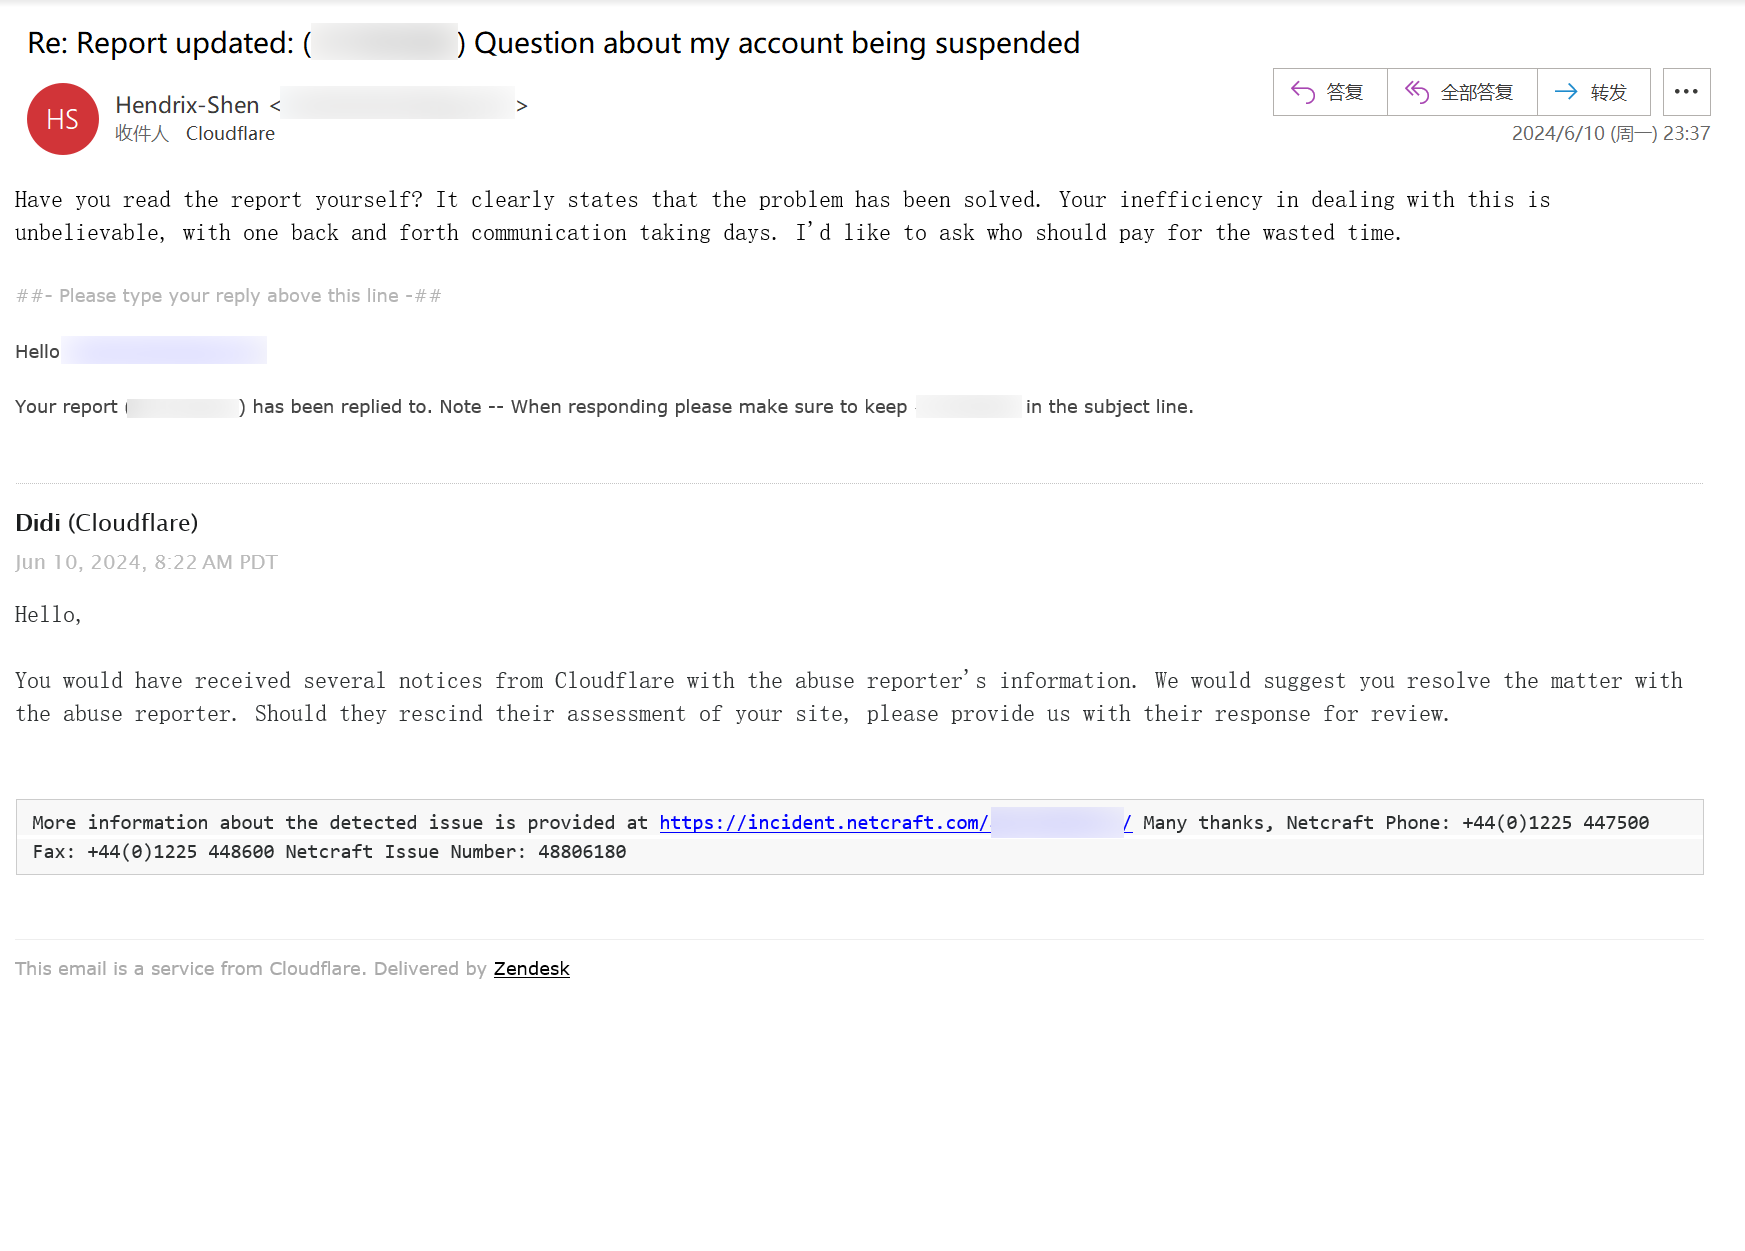 Re: Report updated: ( ) Question about my account being suspended
HS
Hendrix-Shen < >
收件人 Cloudflare
答复 全部答复 转发 ...
2024/6/10 (周一) 23:37
Have you read the report yourself? It clearly states that the problem has been solved. Your inefficiency in dealing with this is
unbelievable, with one back and forth communication taking days. I'd like to ask who should pay for the wasted time.
##- Please type your reply above this line -##
Hello
Your report ( ) has been replied to. Note -- When responding please make sure to keep in the subject line.
Didi (Cloudflare)
Jun 10, 2024, 8:22 AM PDT
Hello,
You would have received several notices from Cloudflare with the abuse reporter's information. We would suggest you resolve the matter with
the abuse reporter. Should they rescind their assessment of your site, please provide us with their response for review.
More information about the detected issue is provided at https://incident.netcraft.com/ / Many thanks, Netcraft Phone: +44(0)1225 447500
Fax: +44(0)1225 448600 Netcraft Issue Number: 48806180
This email is a service from Cloudflare. Delivered by Zendesk